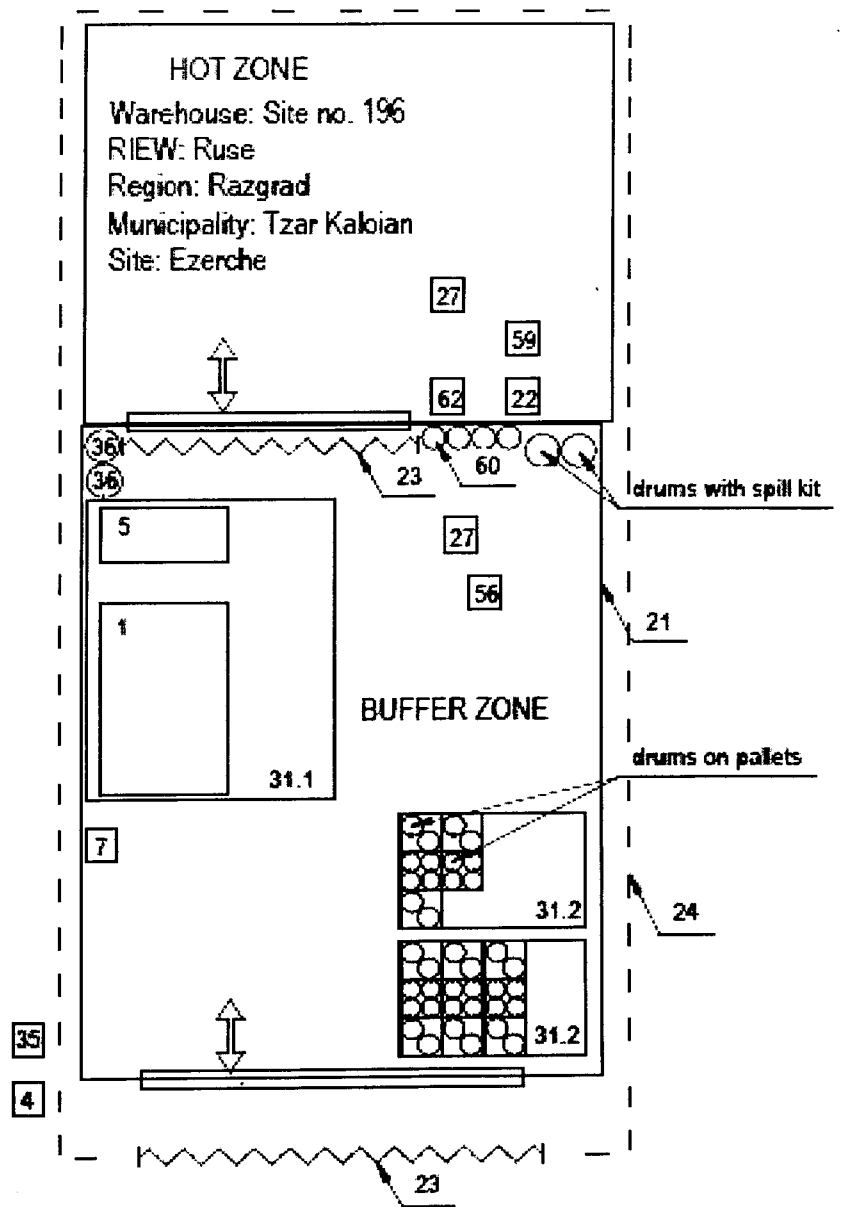 HOT ZONE
Warehouse: Site no. 196
RIEW: Ruse
Region: Razgrad
Municipality: Tzar Kaloian
Site: Ezerche
27
59
62
22
36
23
60
drums with spill kit
36
5
27
56
21
1
BUFFER ZONE
drums on pallets
31.1
7
31.2
24
35
31.2
4
23